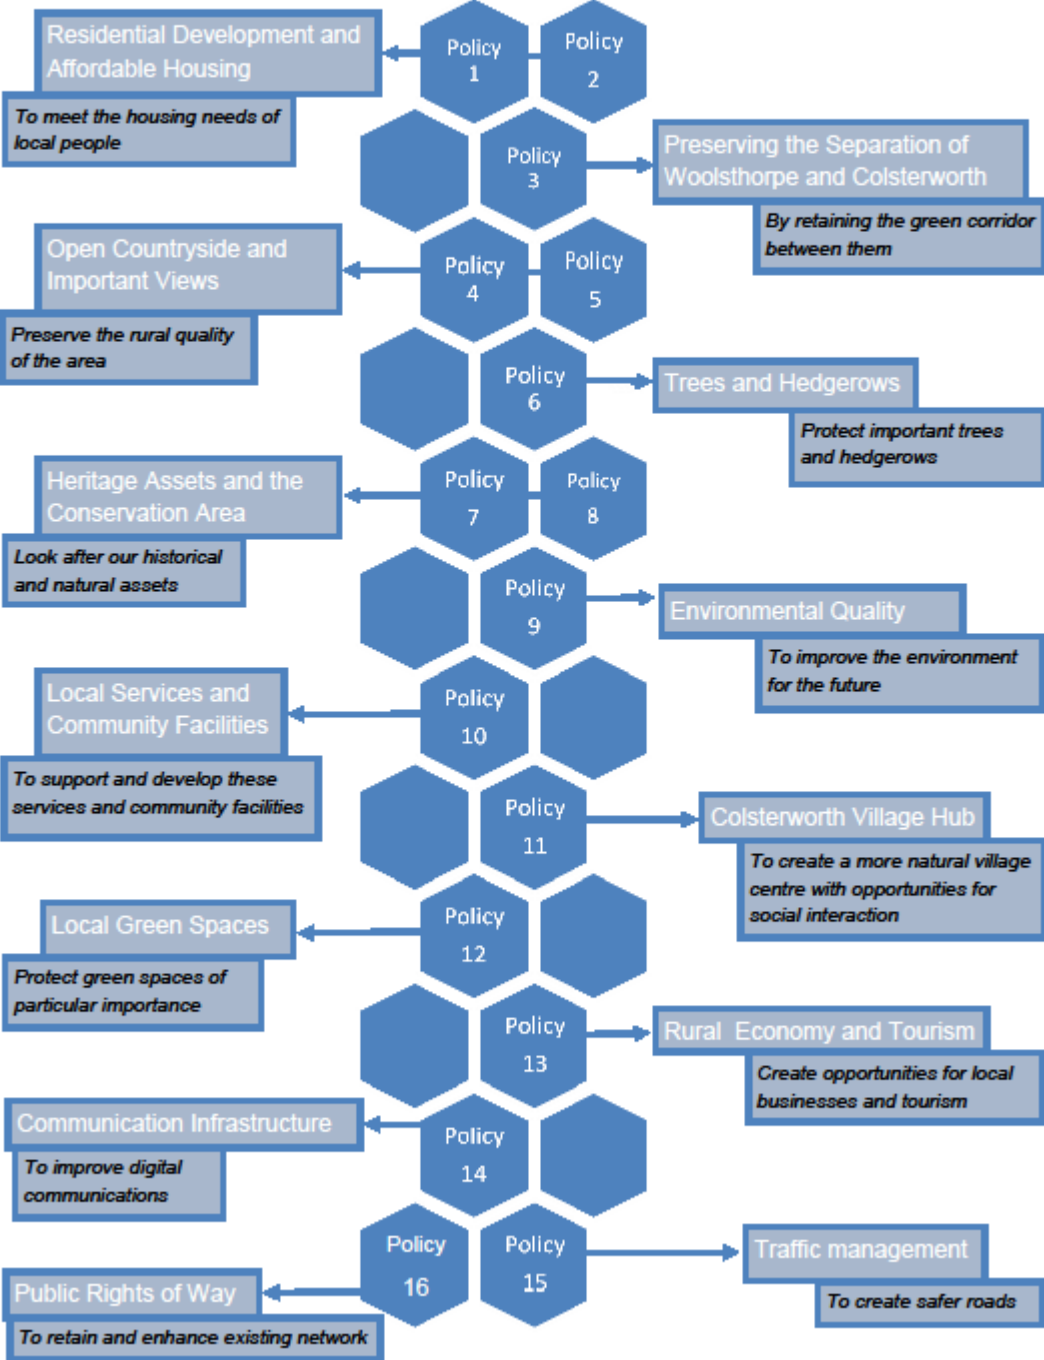 Residential Development and
Affordable Housing
To meet the housing needs of
local people
Policy
1
Policy
2
Policy
3
Preserving the Separation of
Woolsthorpe and Colsterworth
By retaining the green corridor
between them
Open Countryside and
Important Views
Preserve the rural quality
of the area
Policy
4
Policy
5
Policy
6
Trees and Hedgerows
Protect important trees
and hedgerows
Heritage Assets and the
Conservation Area
Look after our historical
and natural assets
Policy
7
Policy
8
Policy
9
Environmental Quality
To improve the environment
for the future
Local Services and
Community Facilities
To support and develop these
services and community facilities
Policy
10
Policy
11
Colsterworth Village Hub
To create a more natural village
centre with opportunities for
social interaction
Local Green Spaces
Protect green spaces of
particular importance
Policy
12
Policy
13
Rural Economy and Tourism
Create opportunities for local
businesses and tourism
Communication Infrastructure
To improve digital
communications
Policy
14
Policy
16
Policy
15
Traffic management
To create safer roads
Public Rights of Way
To retain and enhance existing network